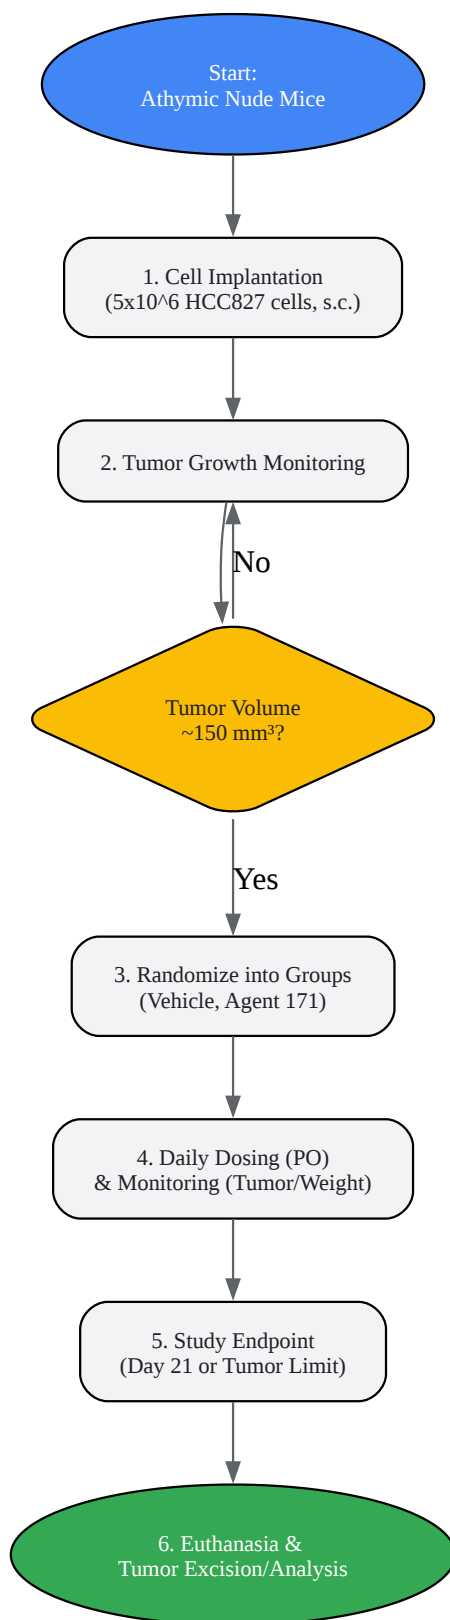 Start:
Athymic Nude Mice
1. Cell Implantation
(5x10^6 HCC827 cells, s.c.)
2. Tumor Growth Monitoring
No
Tumor Volume
~150 mm³?
Yes
3. Randomize into Groups
(Vehicle, Agent 171)
4. Daily Dosing (PO)
& Monitoring (Tumor/Weight)
5. Study Endpoint
(Day 21 or Tumor Limit)
6. Euthanasia &
Tumor Excision/Analysis